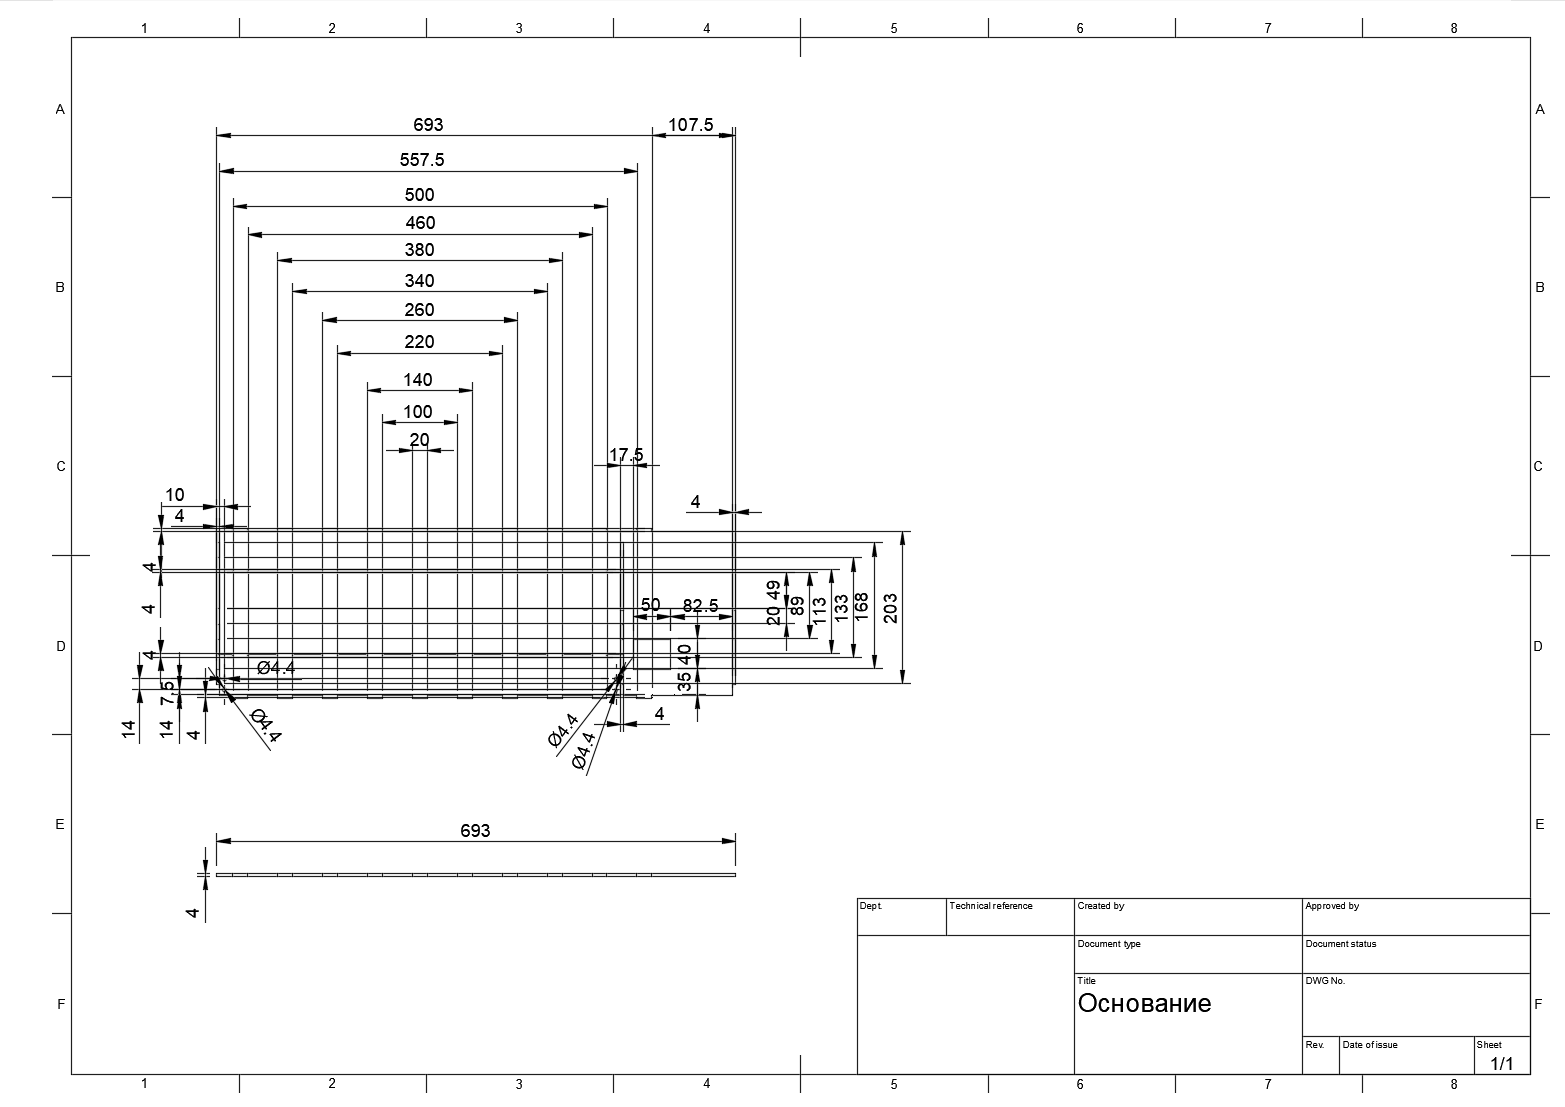 1 2 3 4 5 6 7 8
A A
693 107.5
557.5
500
460
B 380 B
340
260
220
140
100
20
C 17.5 C
10 4
4
4
4
50 82.5 20 49 89 113 133 168 203
D 4 Ø4.4 40 D
14 14 7.5 4 Ø4.4 Ø4.4 Ø4.4 4 35
E 693 E
4
Dept. Technical reference Created by Approved by
Document type Document status
Title DWG No.
F Основание F
Rev. Date of issue Sheet
1/1
1 2 3 4 5 6 7 8